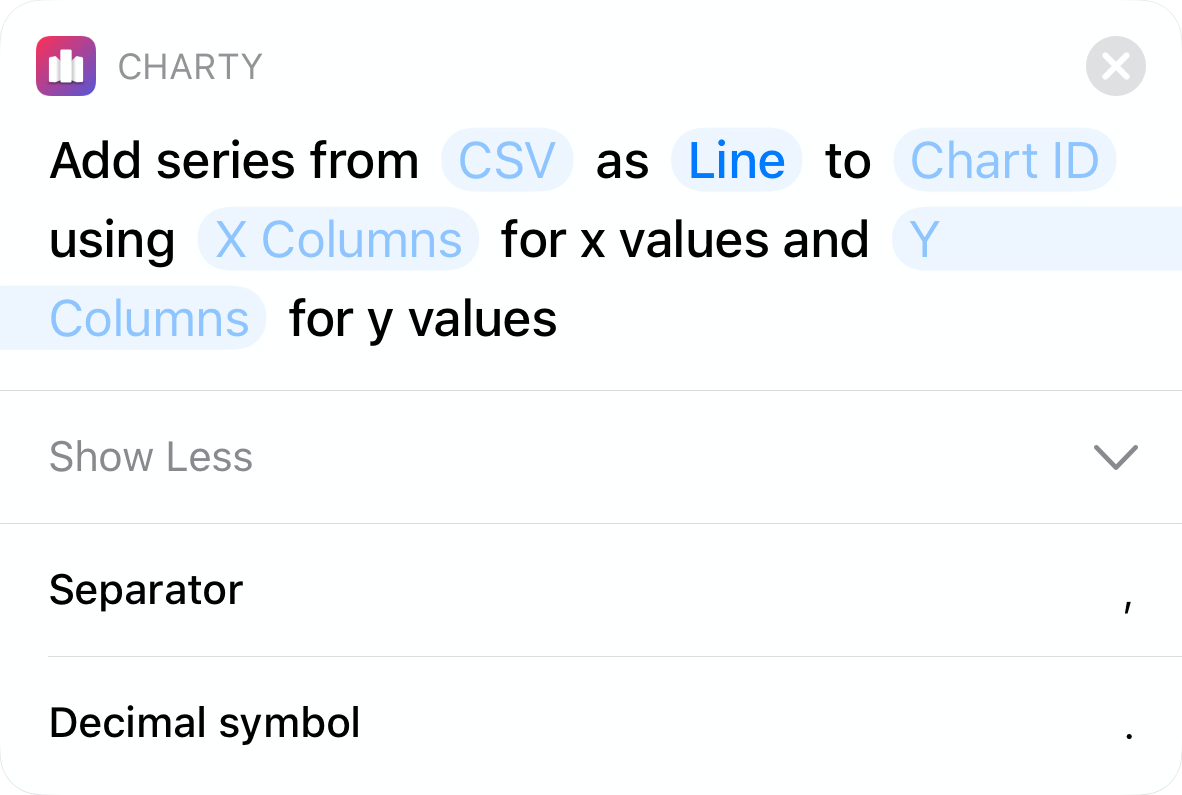 CHARTY
Add series from CSV as Line to Chart ID
using X Columns for x values and Y
Columns for y values
Show Less
Separator ,
Decimal symbol .